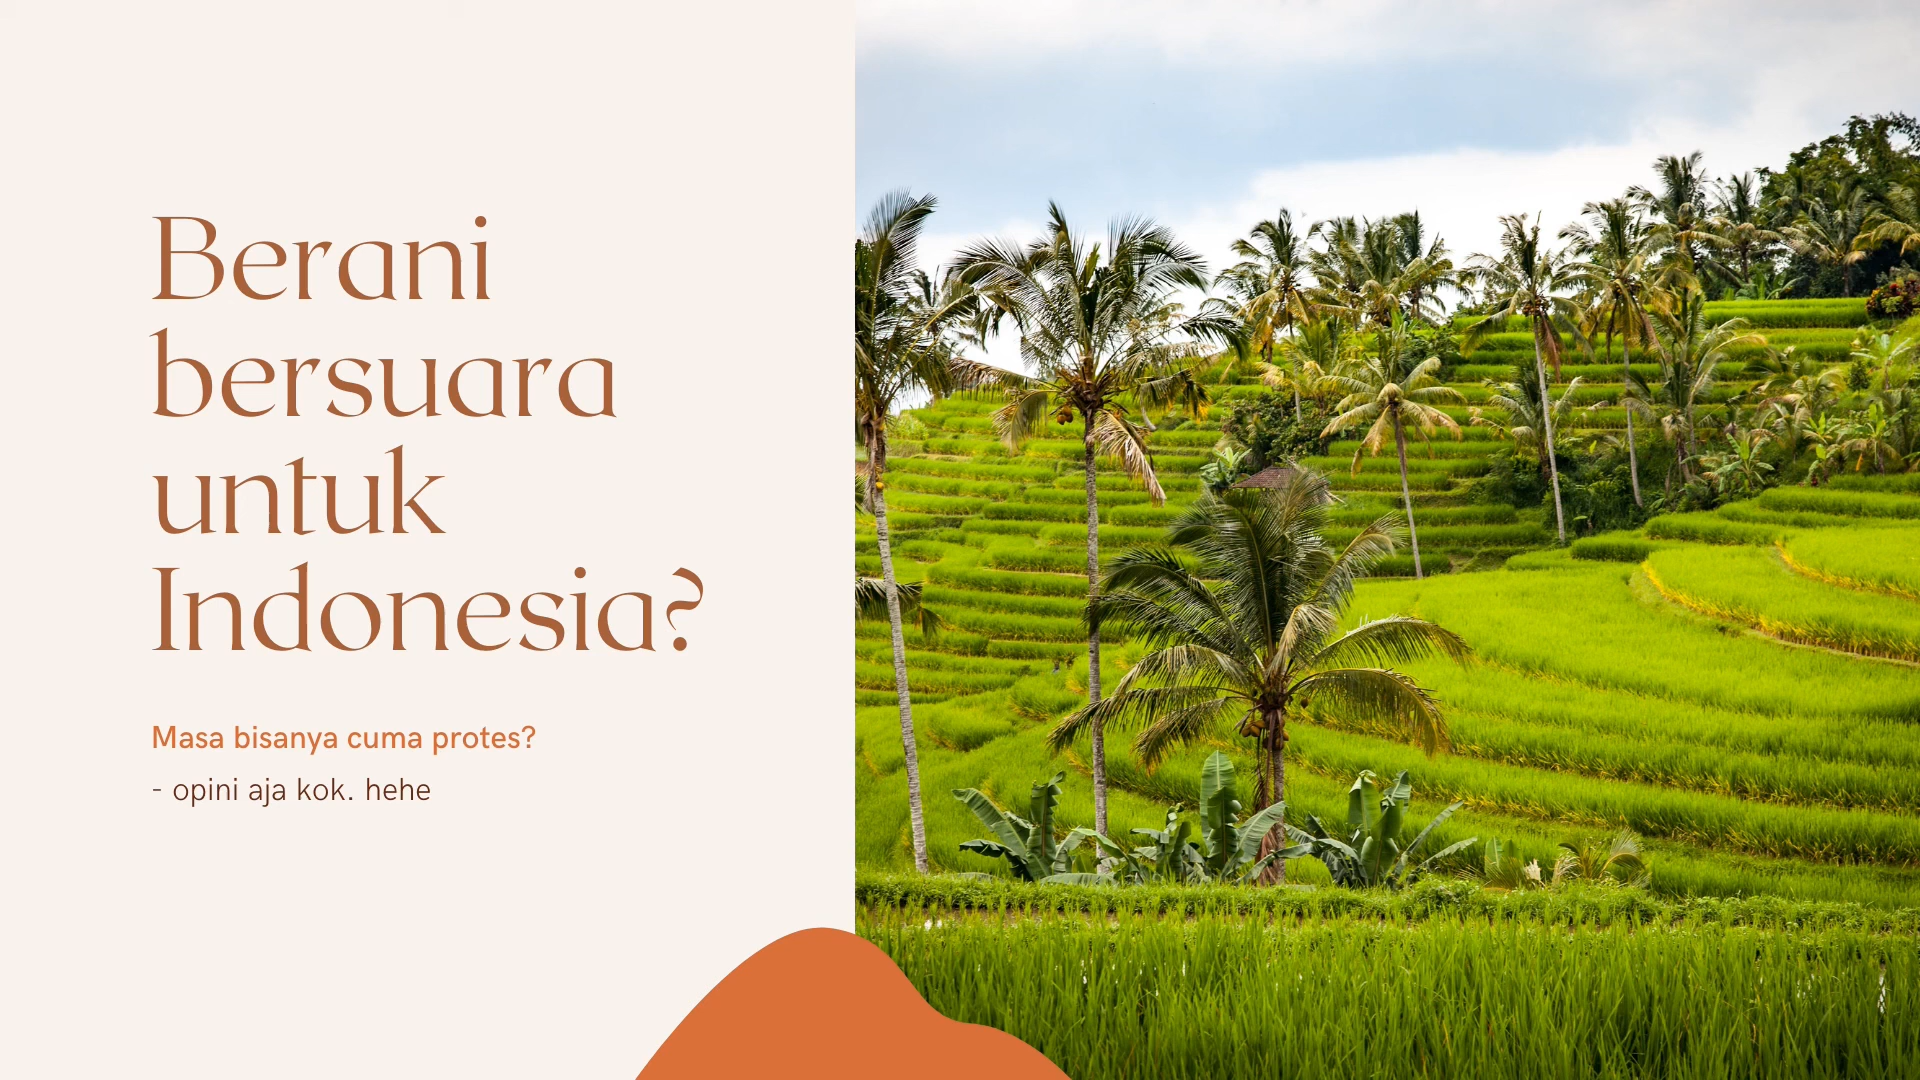 Berani
bersuara
untuk
Indonesia?
Masa bisanya cuma protes?
- opini aja kok. hehe